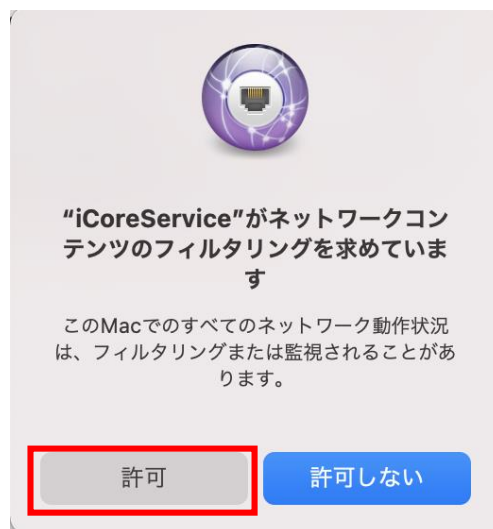 “iCoreService”がネットワークコン
テンツのフィルタリングを求めていま
す
このMacでのすべてのネットワーク動作状況
は、フィルタリングまたは監視されることがあ
ります。
許可
許可しない